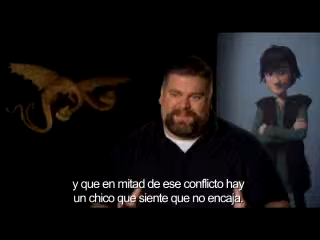 y que en mitad de ese conflicto hay
un chico que siente que no encaja.